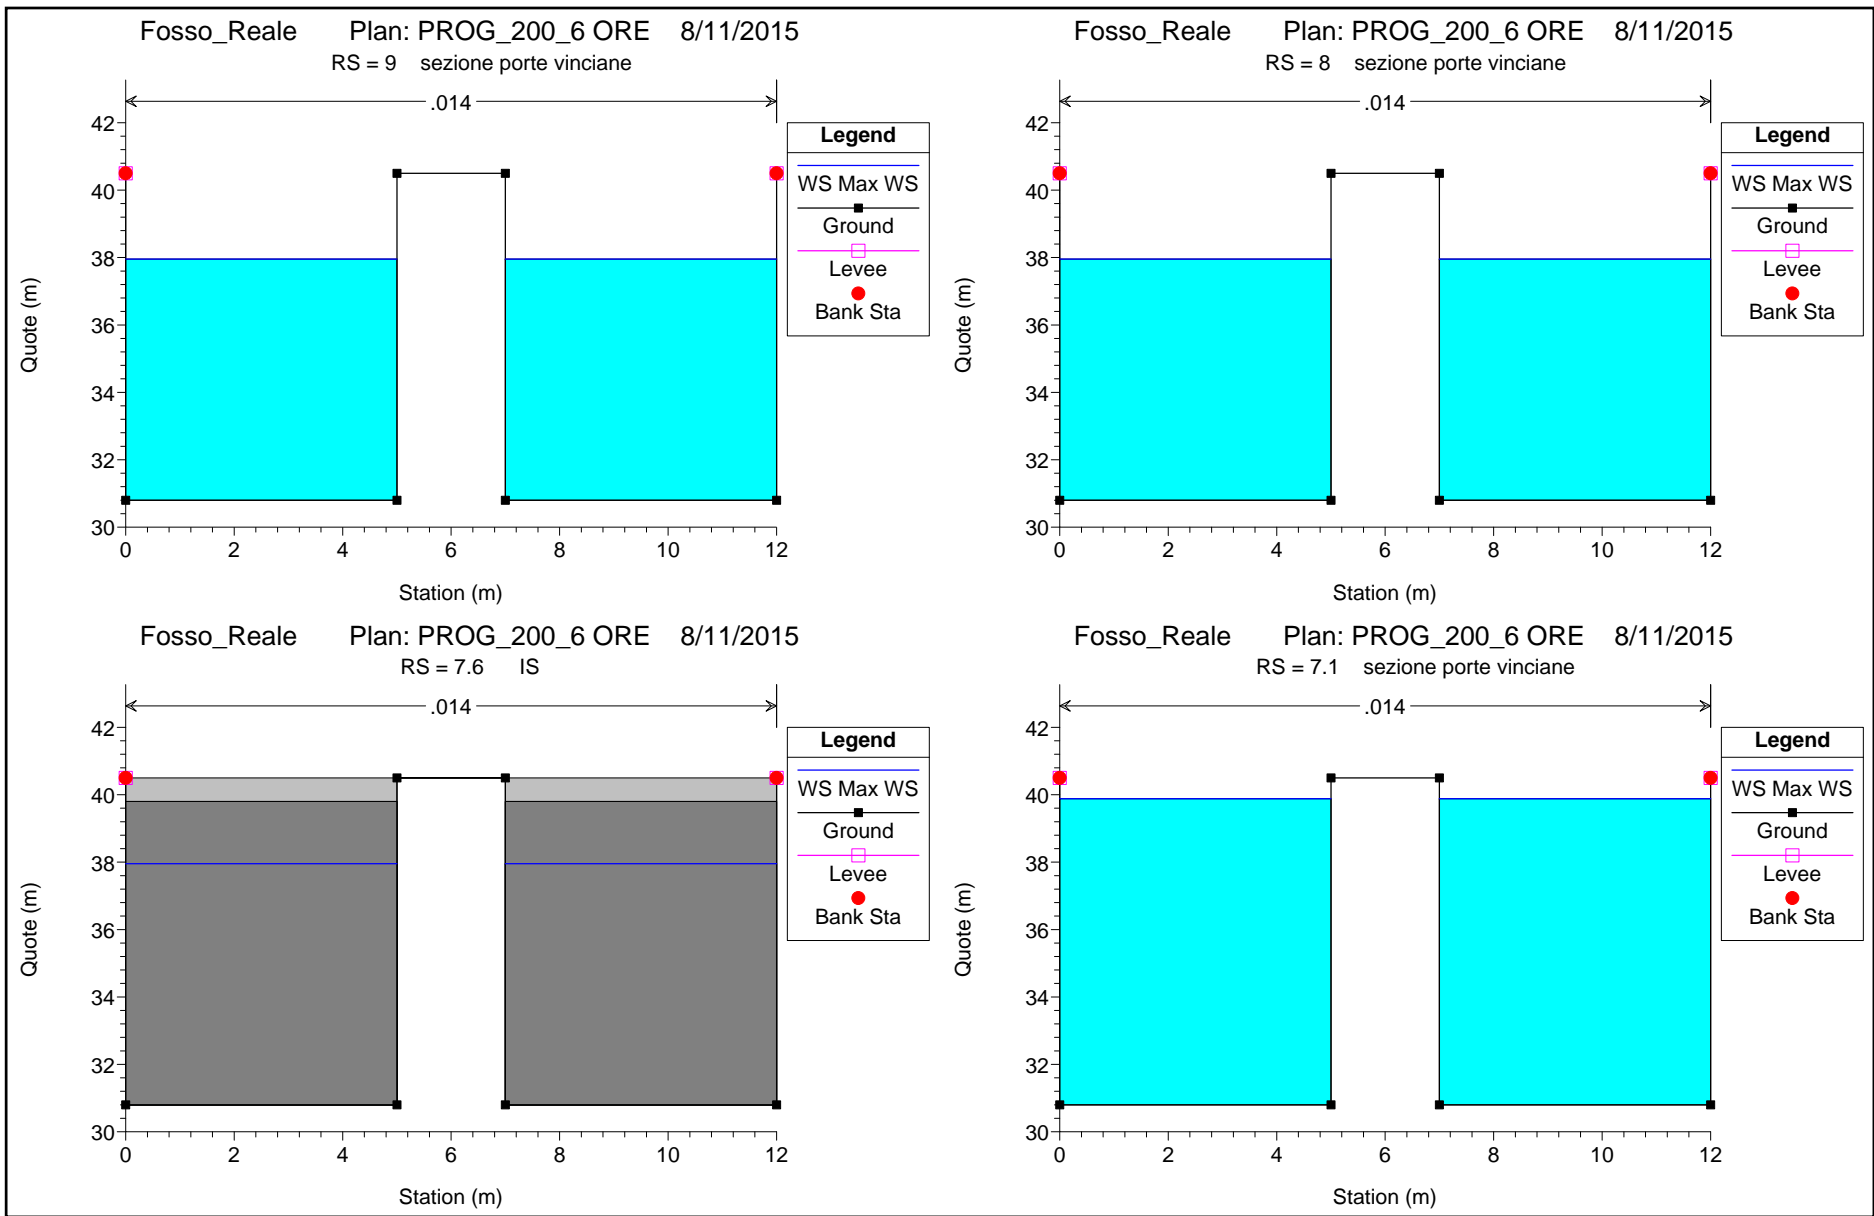 Fosso_Reale Plan: PROG_200_6 ORE 8/11/2015
RS = 9 sezione porte vinciane
.014
42
40
38
36
34
32
30
0 2 4 6 8 10 12
Station (m)
Quote (m)
Legend
WS Max WS
Ground
Levee
Bank Sta
Fosso_Reale Plan: PROG_200_6 ORE 8/11/2015
RS = 8 sezione porte vinciane
.014
42
40
38
36
34
32
30
0 2 4 6 8 10 12
Station (m)
Quote (m)
Legend
WS Max WS
Ground
Levee
Bank Sta
Fosso_Reale Plan: PROG_200_6 ORE 8/11/2015
RS = 7.6 IS
.014
42
40
38
36
34
32
30
0 2 4 6 8 10 12
Station (m)
Quote (m)
Legend
WS Max WS
Ground
Levee
Bank Sta
Fosso_Reale Plan: PROG_200_6 ORE 8/11/2015
RS = 7.1 sezione porte vinciane
.014
42
40
38
36
34
32
30
0 2 4 6 8 10 12
Station (m)
Quote (m)
Legend
WS Max WS
Ground
Levee
Bank Sta